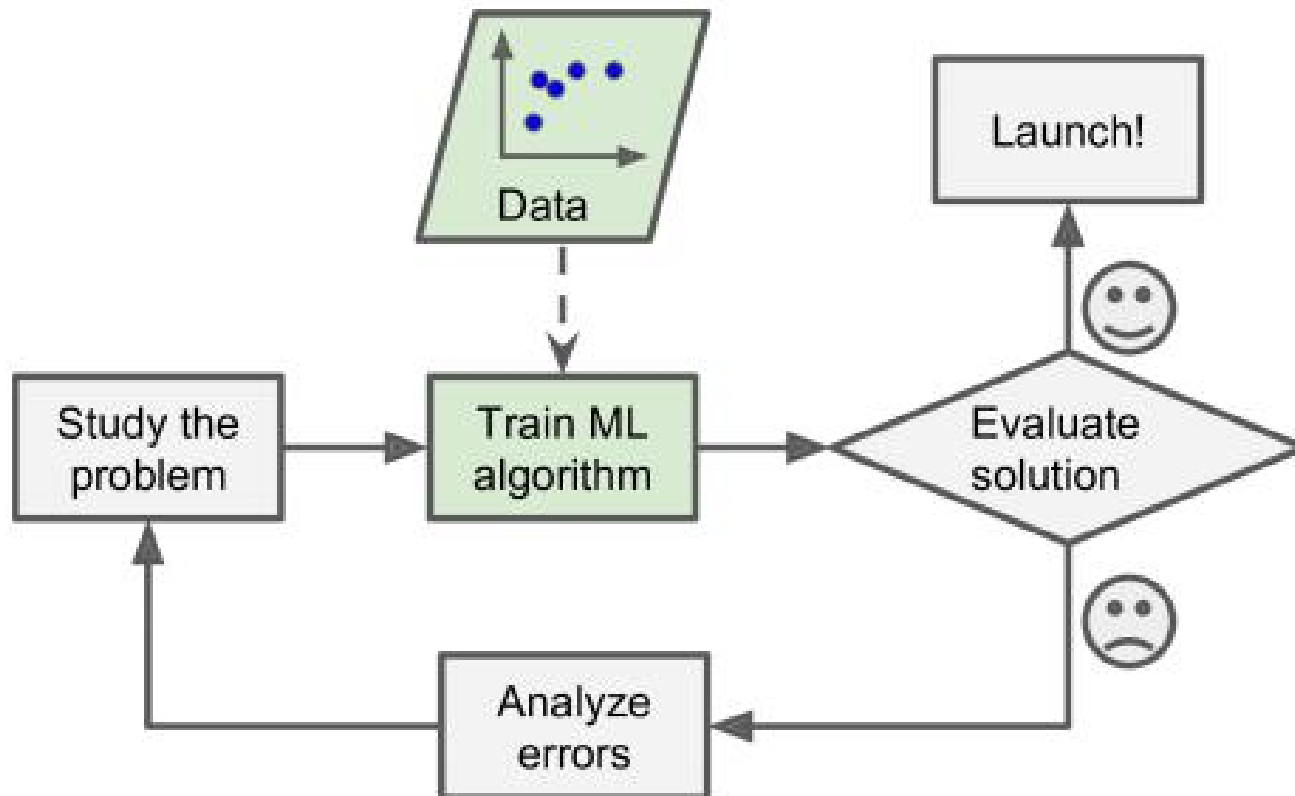 Data
Launch!
Study the
problem
Train ML
algorithm
Evaluate
solution
Analyze
errors